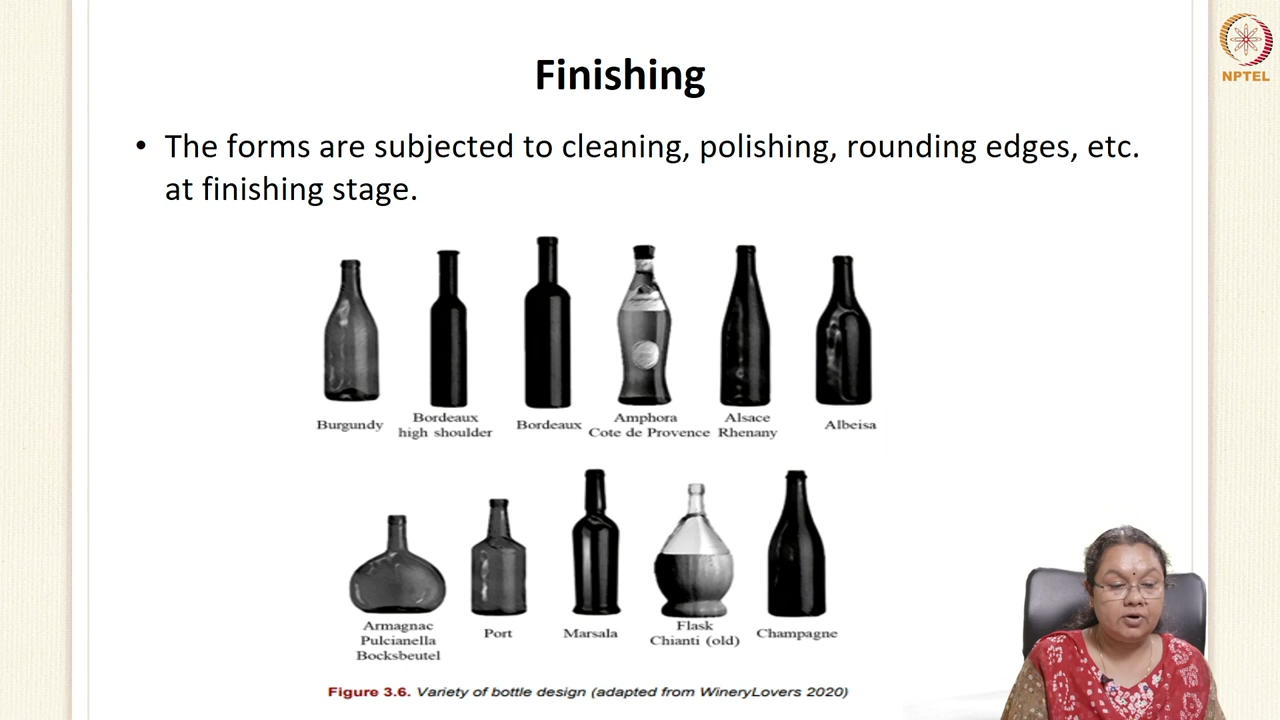 NPTEL
Finishing
• The forms are subjected to cleaning, polishing, rounding edges, etc.
at finishing stage.
Burgundy
Bordeaux
high shoulder
Bordeaux
Amphora
Cote de Provence
Alsace
Rhenany
Albeisa
Armagnac
Pulcianella
Bocksbeutel
Port
Marsala
Flask
Chianti (old)
Champagne
Figure 3.6. Variety of bottle design (adapted from WineryLovers 2020)